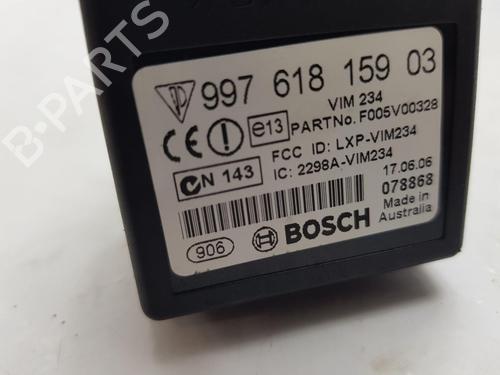 997 618 159 03
VIM 234
PARTNo. F005V00328
CE e13
FCC ID: LXP-VIM234
IC: 2298A-VIM234
N 143
17.06.06
078868
Made in
Australia
906 BOSCH
B-PARTS